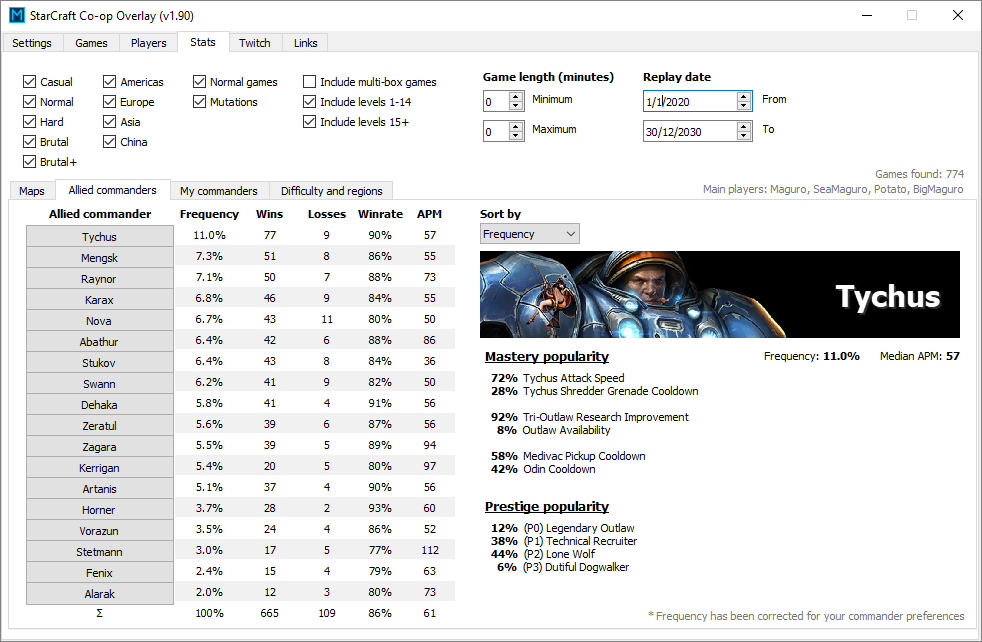 StarCraft Co-op Overlay (v1.90)
Settings Games Players Stats Twitch Links
Casual Americas Normal games Include multi-box games
Normal Europe Mutations Include levels 1-14
Hard Asia Include levels 15+
Brutal China
Brutal+
Game length (minutes) Replay date
0 Minimum 1/1/2020 From
0 Maximum 30/12/2030 To
Games found: 774
Main players: Maguro, SeaMaguro, Potato, BigMaguro
Maps Allied commanders My commanders Difficulty and regions
Allied commander Frequency Wins Losses Winrate APM
Tychus 11.0% 77 9 90% 57
Mengsk 7.3% 51 8 86% 55
Raynor 7.1% 50 7 88% 73
Karax 6.8% 46 9 84% 55
Nova 6.7% 43 11 80% 50
Abathur 6.4% 42 6 88% 86
Stukov 6.4% 43 8 84% 36
Swann 6.2% 41 9 82% 50
Dehaka 5.8% 41 4 91% 56
Zeratul 5.6% 39 6 87% 56
Zagara 5.5% 39 5 89% 94
Kerrigan 5.4% 20 5 80% 97
Artanis 5.1% 37 4 90% 56
Horner 3.7% 28 2 93% 60
Vorazun 3.5% 24 4 86% 52
Stetmann 3.0% 17 5 77% 112
Fenix 2.4% 15 4 79% 63
Alarak 2.0% 12 3 80% 73
Σ 100% 665 109 86% 61
Sort by
Frequency
Tychus
Mastery popularity Frequency: 11.0% Median APM: 57
72% Tychus Attack Speed
28% Tychus Shredder Grenade Cooldown
92% Tri-Outlaw Research Improvement
8% Outlaw Availability
58% Medivac Pickup Cooldown
42% Odin Cooldown
Prestige popularity
12% (P0) Legendary Outlaw
38% (P1) Technical Recruiter
44% (P2) Lone Wolf
6% (P3) Dutiful Dogwalker
* Frequency has been corrected for your commander preferences